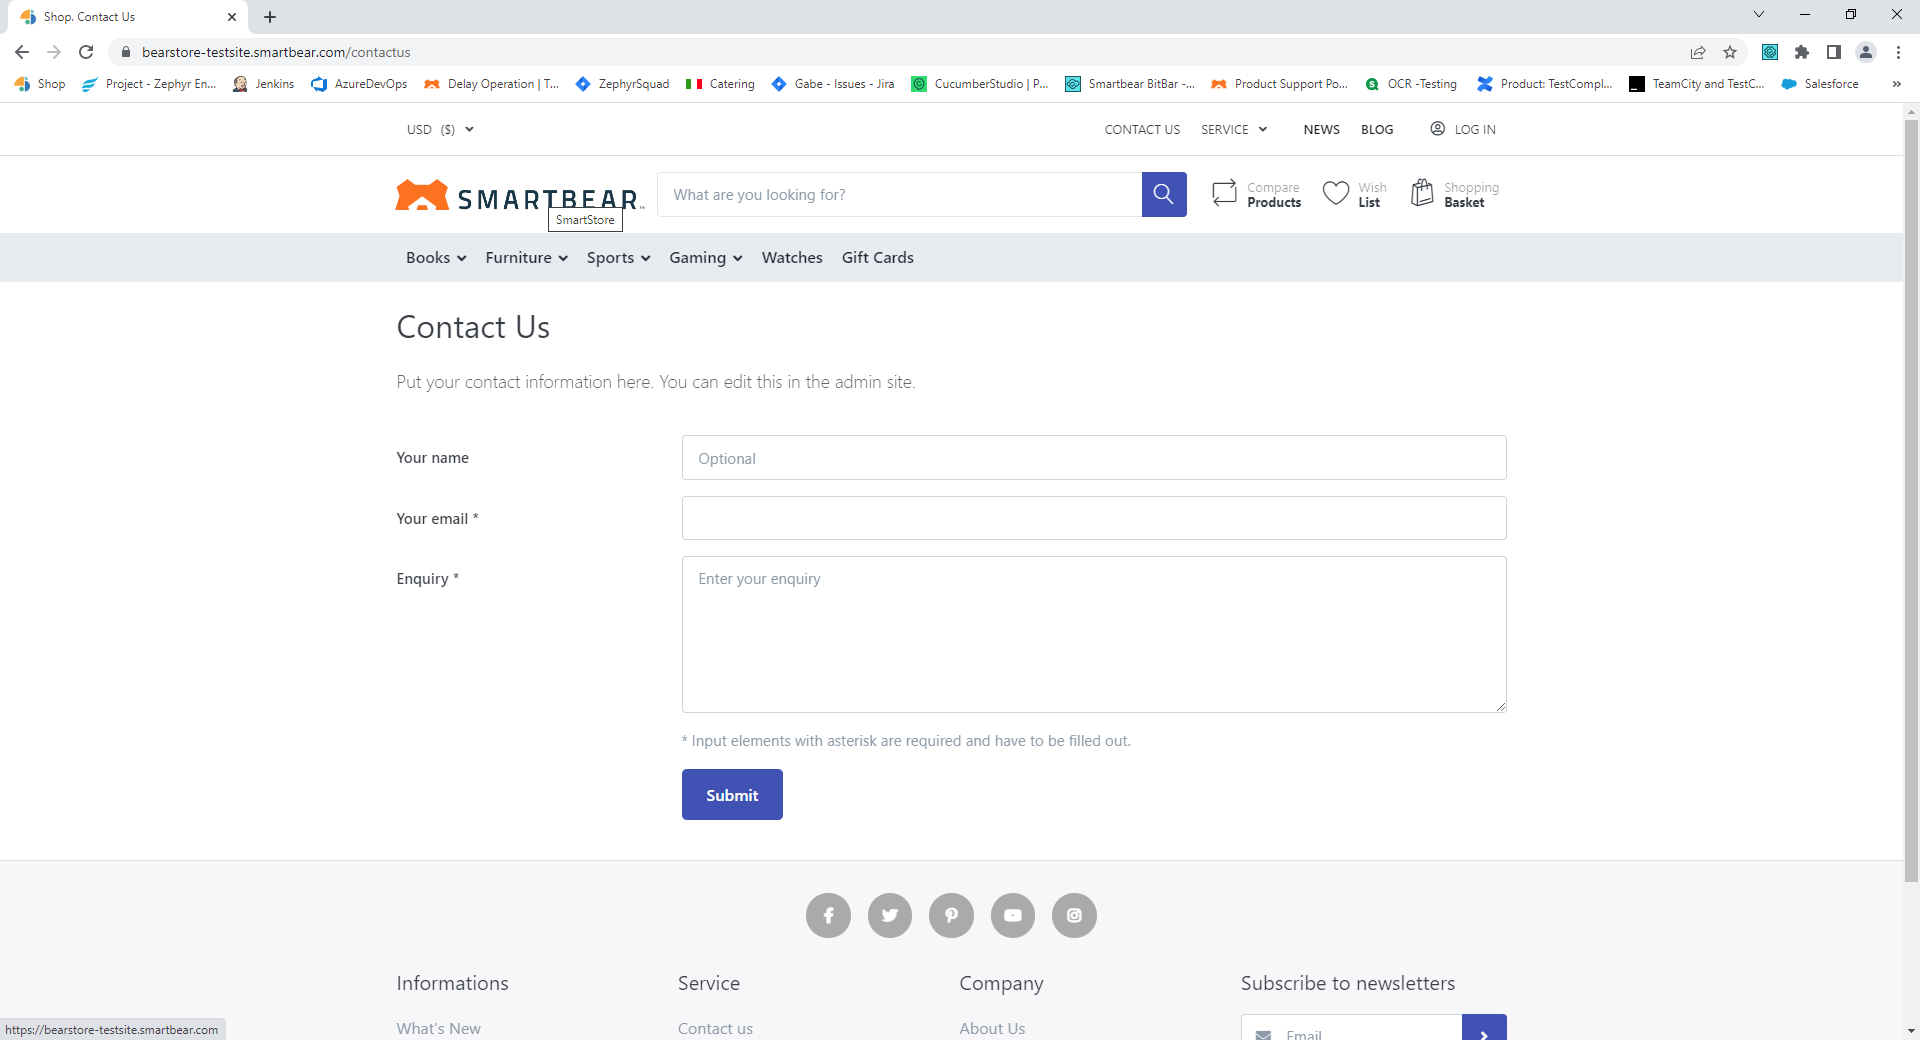 Shop. Contact Us
bearstore-testsite.smartbear.com/contactus
Shop Project - Zephyr En... Jenkins AzureDevOps Delay Operation | T... ZephyrSquad Catering Gabe - Issues - Jira CucumberStudio | P... Smartbear BitBar -... Product Support Po... OCR -Testing Product: TestCompl... TeamCity and TestC... Salesforce »
USD ($) CONTACT US SERVICE NEWS BLOG LOG IN
SMARTBEAR™ What are you looking for? Compare Products Wish List Shopping Basket
SmartStore
Books Furniture Sports Gaming Watches Gift Cards
Contact Us
Put your contact information here. You can edit this in the admin site.
Your name Optional
Your email *
Enquiry * Enter your enquiry
* Input elements with asterisk are required and have to be filled out.
Submit
Informations Service Company Subscribe to newsletters
What's New Contact us About Us Email
https://bearstore-testsite.smartbear.com